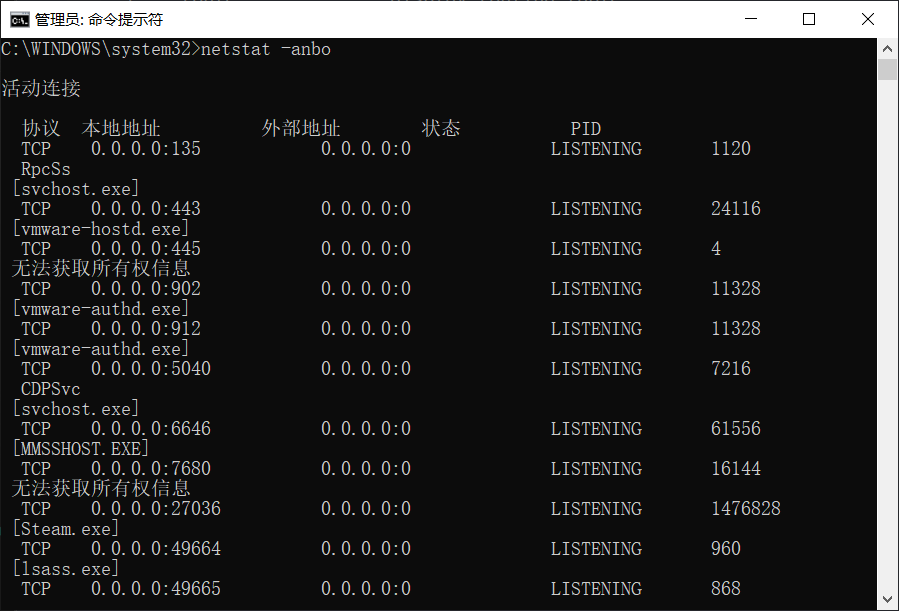 管理员: 命令提示符
C:\WINDOWS\system32>netstat -anbo
活动连接
协议 本地地址 外部地址 状态 PID
TCP 0.0.0.0:135 0.0.0.0:0 LISTENING 1120
RpcSs
[svchost.exe]
TCP 0.0.0.0:443 0.0.0.0:0 LISTENING 24116
[vmware-hostd.exe]
TCP 0.0.0.0:445 0.0.0.0:0 LISTENING 4
无法获取所有权信息
TCP 0.0.0.0:902 0.0.0.0:0 LISTENING 11328
[vmware-authd.exe]
TCP 0.0.0.0:912 0.0.0.0:0 LISTENING 11328
[vmware-authd.exe]
TCP 0.0.0.0:5040 0.0.0.0:0 LISTENING 7216
CDPSvc
[svchost.exe]
TCP 0.0.0.0:6646 0.0.0.0:0 LISTENING 61556
[MMSSHOST.EXE]
TCP 0.0.0.0:7680 0.0.0.0:0 LISTENING 16144
无法获取所有权信息
TCP 0.0.0.0:27036 0.0.0.0:0 LISTENING 1476828
[Steam.exe]
TCP 0.0.0.0:49664 0.0.0.0:0 LISTENING 960
[lsass.exe]
TCP 0.0.0.0:49665 0.0.0.0:0 LISTENING 868